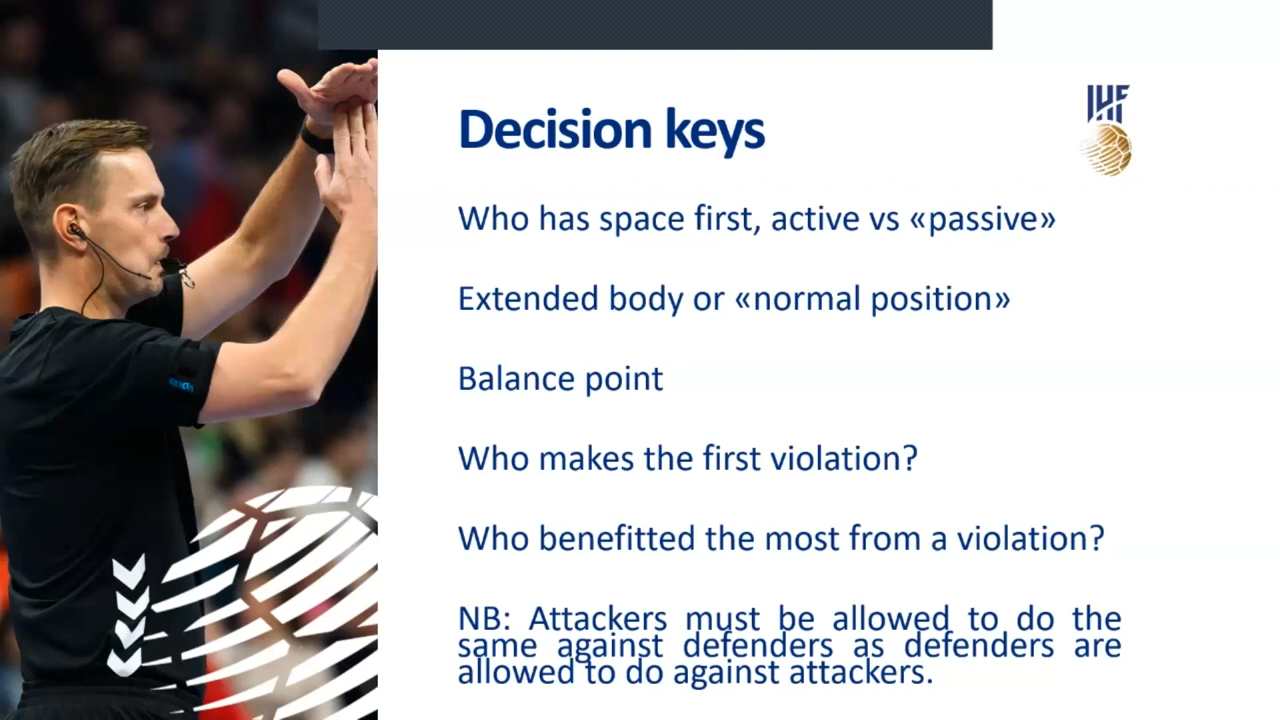 Decision keys
IHF
Who has space first, active vs «passive»
Extended body or «normal position»
Balance point
Who makes the first violation?
Who benefitted the most from a violation?
NB: Attackers must be allowed to do the
same against defenders as defenders are
allowed to do against attackers.